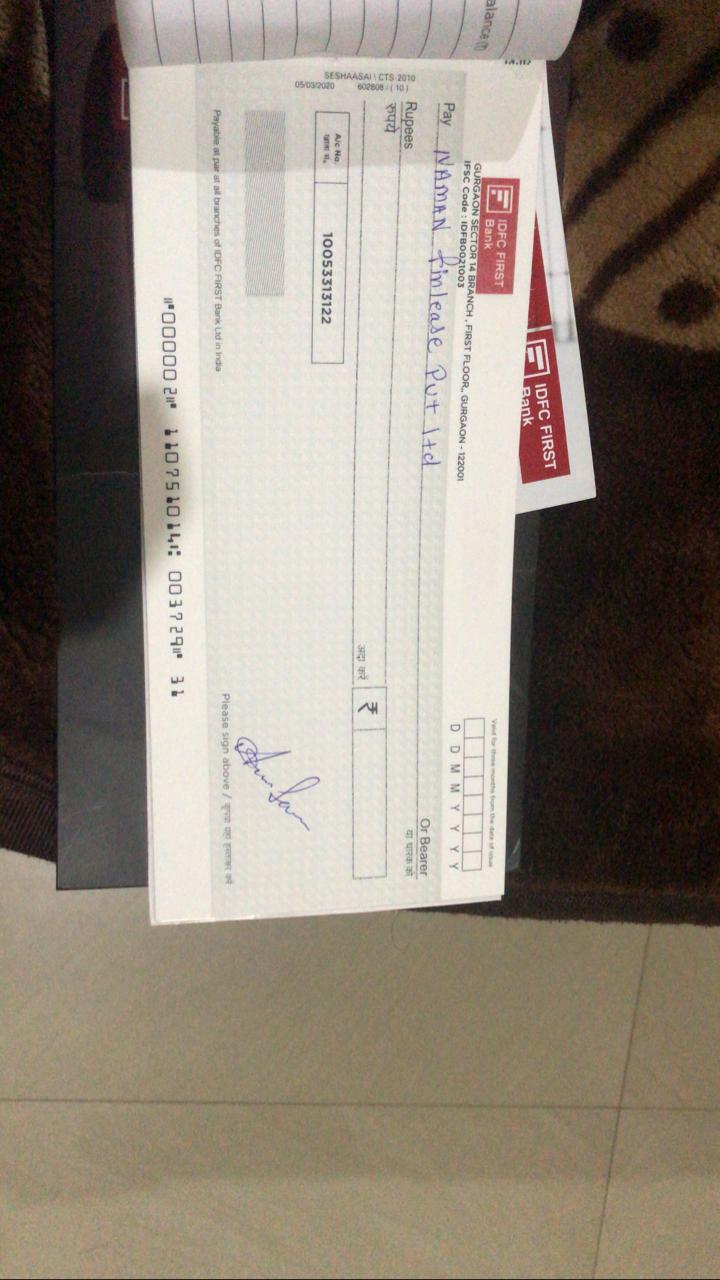 alance (₹)
IDFC FIRST
Bank
IDFC FIRST
Bank
GURGAON SECTOR 14 BRANCH , FIRST FLOOR,, GURGAON - 122001
IFSC Code : IDFB0021003
Valid for three months from the date of issue
D D M M Y Y Y Y
Pay NAMAN finlease Pvt ltd
Or Bearer
या धारक को
Rupees
रुपये
अदा करें
₹
A/c No.
खाता सं.
10053313122
SESHAASAI \ CTS-2010
05/03/2020 602808 / ( 10 )
Payable at par at all branches of IDFC FIRST Bank Ltd in India
Please sign above / कृपया यहां हस्ताक्षर करें
⑈000002⑈ 110751014⑆ 003729⑈ 31